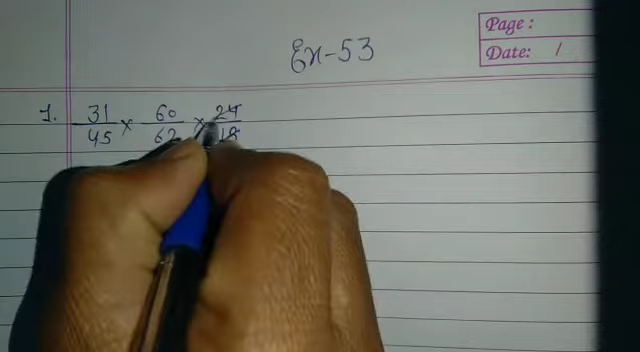 Page :
Ex-53
Date: /
1. 31/45 × 60/62 × 24/18